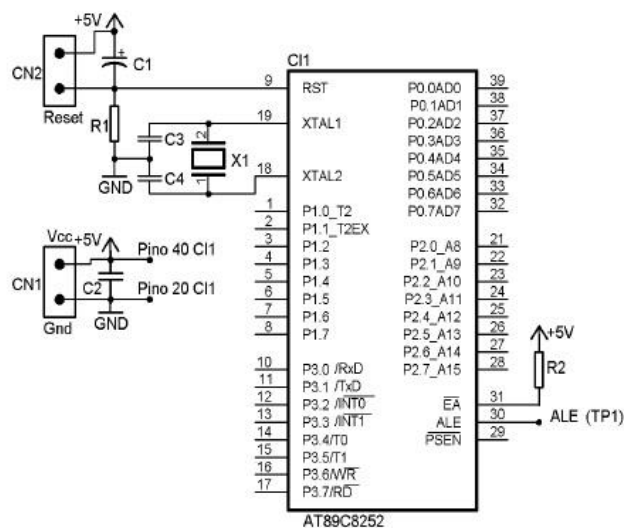 +5V
CN2
Reset
+
C1
R1
GND
C3
C4
2
X1
1
Vcc
+5V
Pino 40 CI1
CN1
C2
Pino 20 CI1
Gnd
GND
CI1
9 RST
19 XTAL1
18 XTAL2
1 P1.0_T2
2 P1.1_T2EX
3 P1.2
4 P1.3
5 P1.4
6 P1.5
7 P1.6
8 P1.7
10 P3.0 /RxD
11 P3.1 /TxD
12 P3.2 /INT0
13 P3.3 /INT1
14 P3.4/T0
15 P3.5/T1
16 P3.6/WR
17 P3.7/RD
P0.0AD0 39
P0.1AD1 38
P0.2AD2 37
P0.3AD3 36
P0.4AD4 35
P0.5AD5 34
P0.6AD6 33
P0.7AD7 32
P2.0_A8 21
P2.1_A9 22
P2.2_A10 23
P2.3_A11 24
P2.4_A12 25
P2.5_A13 26
P2.6_A14 27
P2.7_A15 28
EA 31
ALE 30
PSEN 29
+5V
R2
ALE (TP1)
AT89C8252